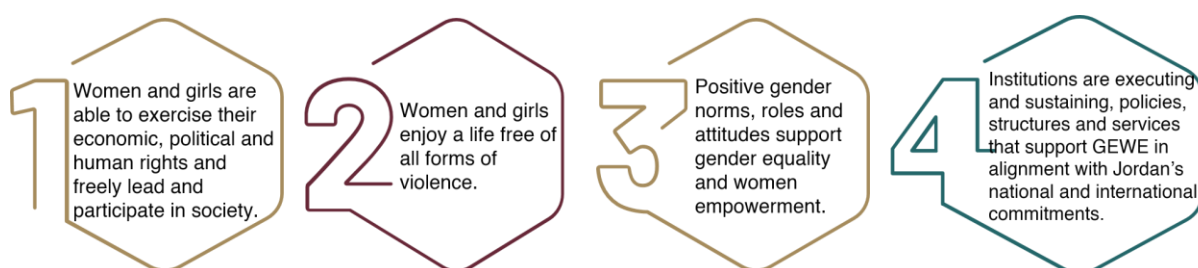 1
Women and girls are
able to exercise their
economic, political and
human rights and
freely lead and
participate in society.
2
Women and girls
enjoy a life free of
all forms of
violence.
3
Positive gender
norms, roles and
attitudes support
gender equality
and women
empowerment.
4
Institutions are executing
and sustaining, policies,
structures and services
that support GEWE in
alignment with Jordan's
national and international
commitments.